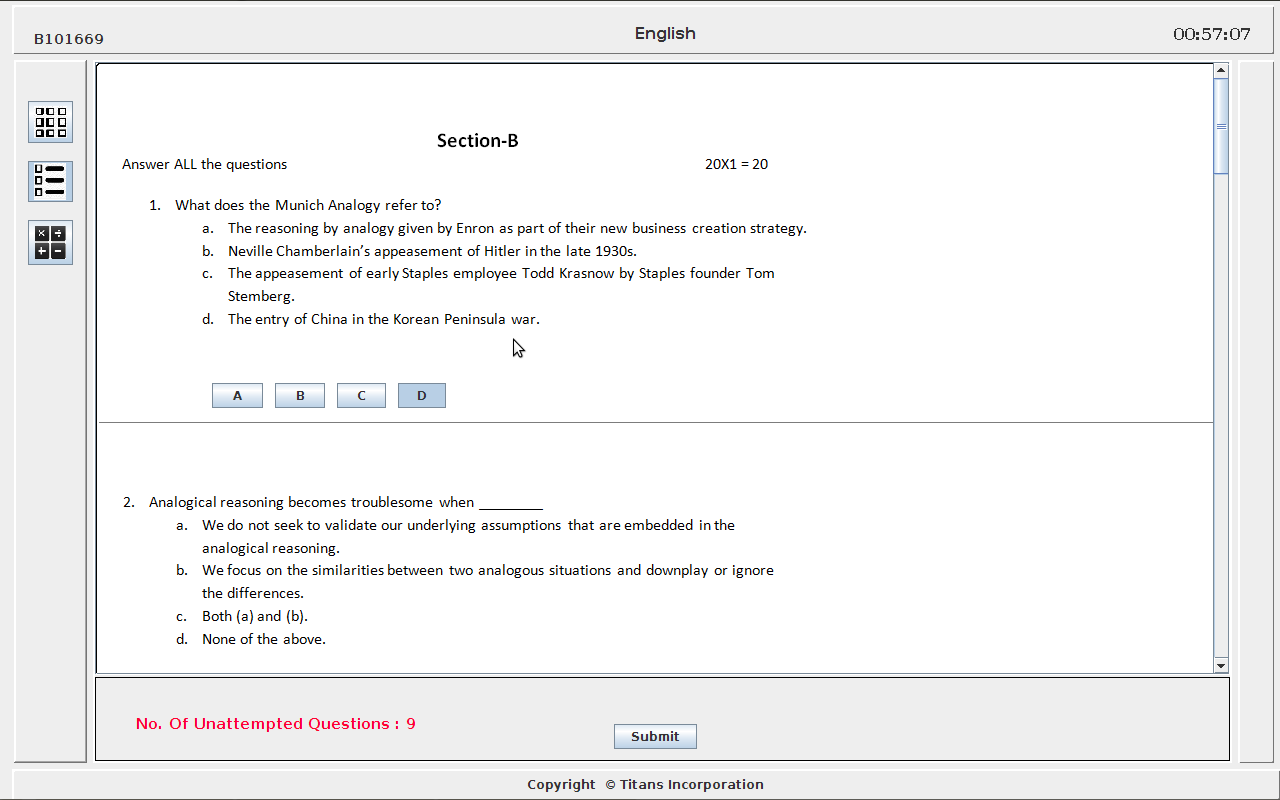 B101669
English
00:57:07
Section-B
Answer ALL the questions 20X1 = 20
1. What does the Munich Analogy refer to?
a. The reasoning by analogy given by Enron as part of their new business creation strategy.
b. Neville Chamberlain's appeasement of Hitler in the late 1930s.
c. The appeasement of early Staples employee Todd Krasnow by Staples founder Tom
Stemberg.
d. The entry of China in the Korean Peninsula war.
A B C D
2. Analogical reasoning becomes troublesome when ________
a. We do not seek to validate our underlying assumptions that are embedded in the
analogical reasoning.
b. We focus on the similarities between two analogous situations and downplay or ignore
the differences.
c. Both (a) and (b).
d. None of the above.
No. Of Unattempted Questions : 9
Submit
Copyright © Titans Incorporation